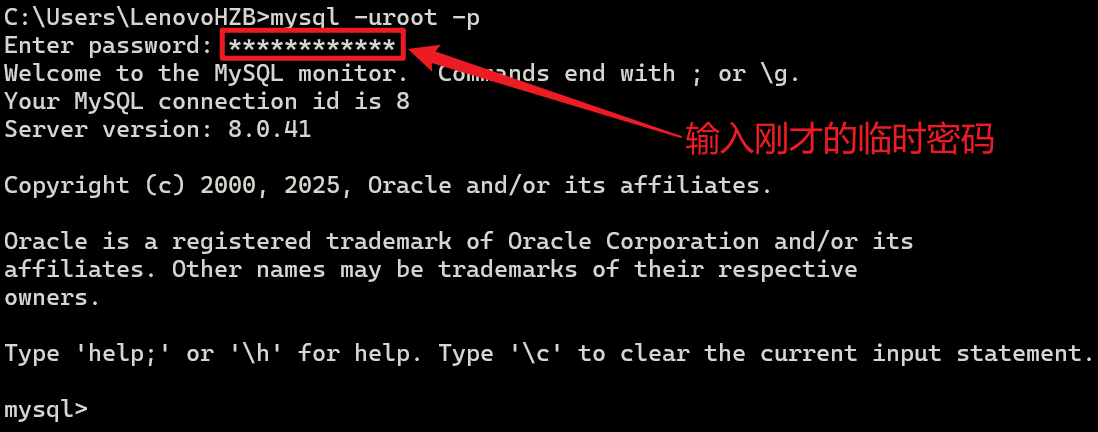 C:\Users\LenovoHZB>mysql -uroot -p
Enter password: ************
Welcome to the MySQL monitor.  Commands end with ; or \g.
Your MySQL connection id is 8
Server version: 8.0.41
输入刚才的临时密码
Copyright (c) 2000, 2025, Oracle and/or its affiliates.
Oracle is a registered trademark of Oracle Corporation and/or its
affiliates. Other names may be trademarks of their respective
owners.
Type 'help;' or '\h' for help. Type '\c' to clear the current input statement.
mysql>